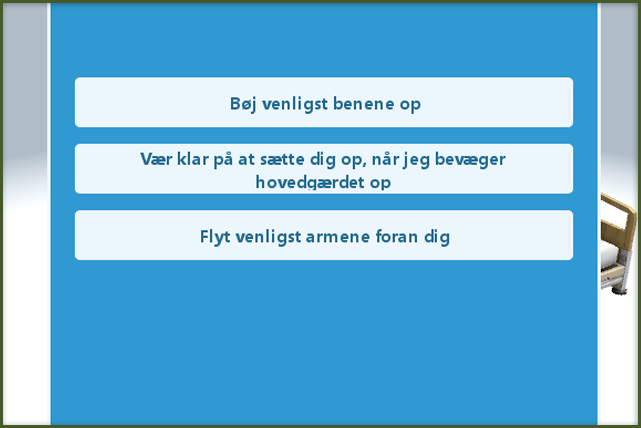 Bøj venligst benene op
Vær klar på at sætte dig op, når jeg bevæger
hovedgærdet op
Flyt venligst armene foran dig